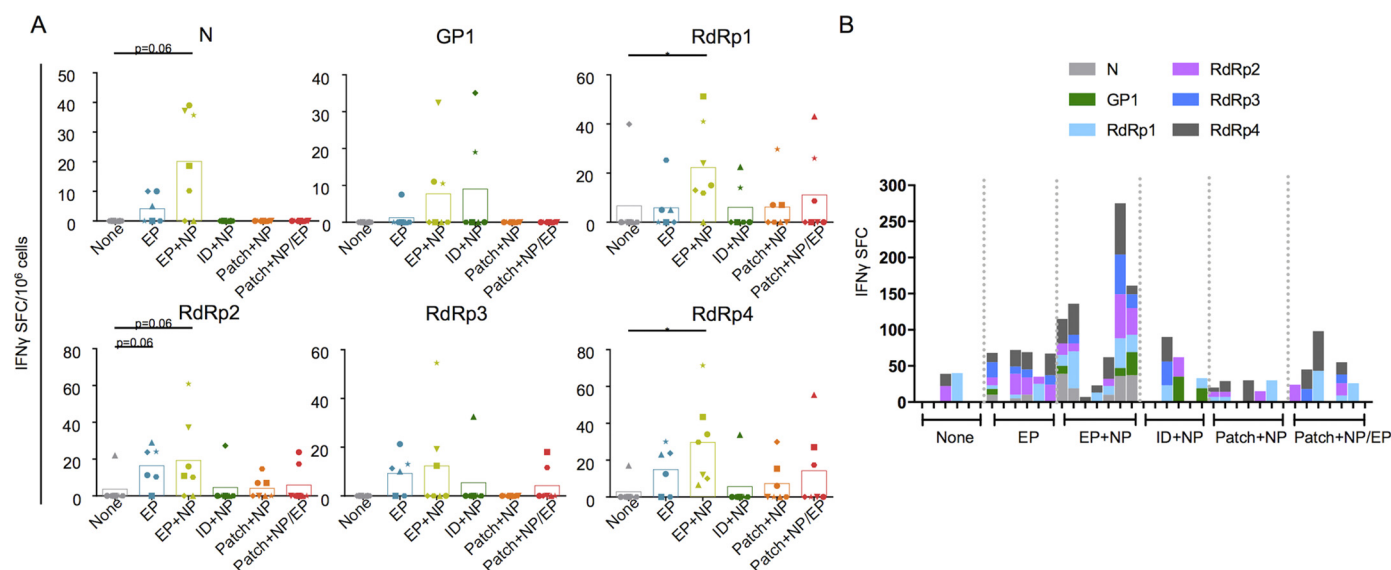 A
B
IFNγ SFC/10⁶ cells
N
p=0.06
50
40
30
20
10
0
None
EP
EP+NP
ID+NP
Patch+NP
Patch+NP/EP
GP1
40
30
20
10
0
None
EP
EP+NP
ID+NP
Patch+NP
Patch+NP/EP
RdRp1
*
60
40
20
0
None
EP
EP+NP
ID+NP
Patch+NP
Patch+NP/EP
RdRp2
p=0.06
p=0.06
80
60
40
20
0
None
EP
EP+NP
ID+NP
Patch+NP
Patch+NP/EP
RdRp3
60
40
20
0
None
EP
EP+NP
ID+NP
Patch+NP
Patch+NP/EP
RdRp4
*
80
60
40
20
0
None
EP
EP+NP
ID+NP
Patch+NP
Patch+NP/EP
N
GP1
RdRp1
RdRp2
RdRp3
RdRp4
IFNγ SFC
300
250
200
150
100
50
0
None
EP
EP+NP
ID+NP
Patch+NP
Patch+NP/EP